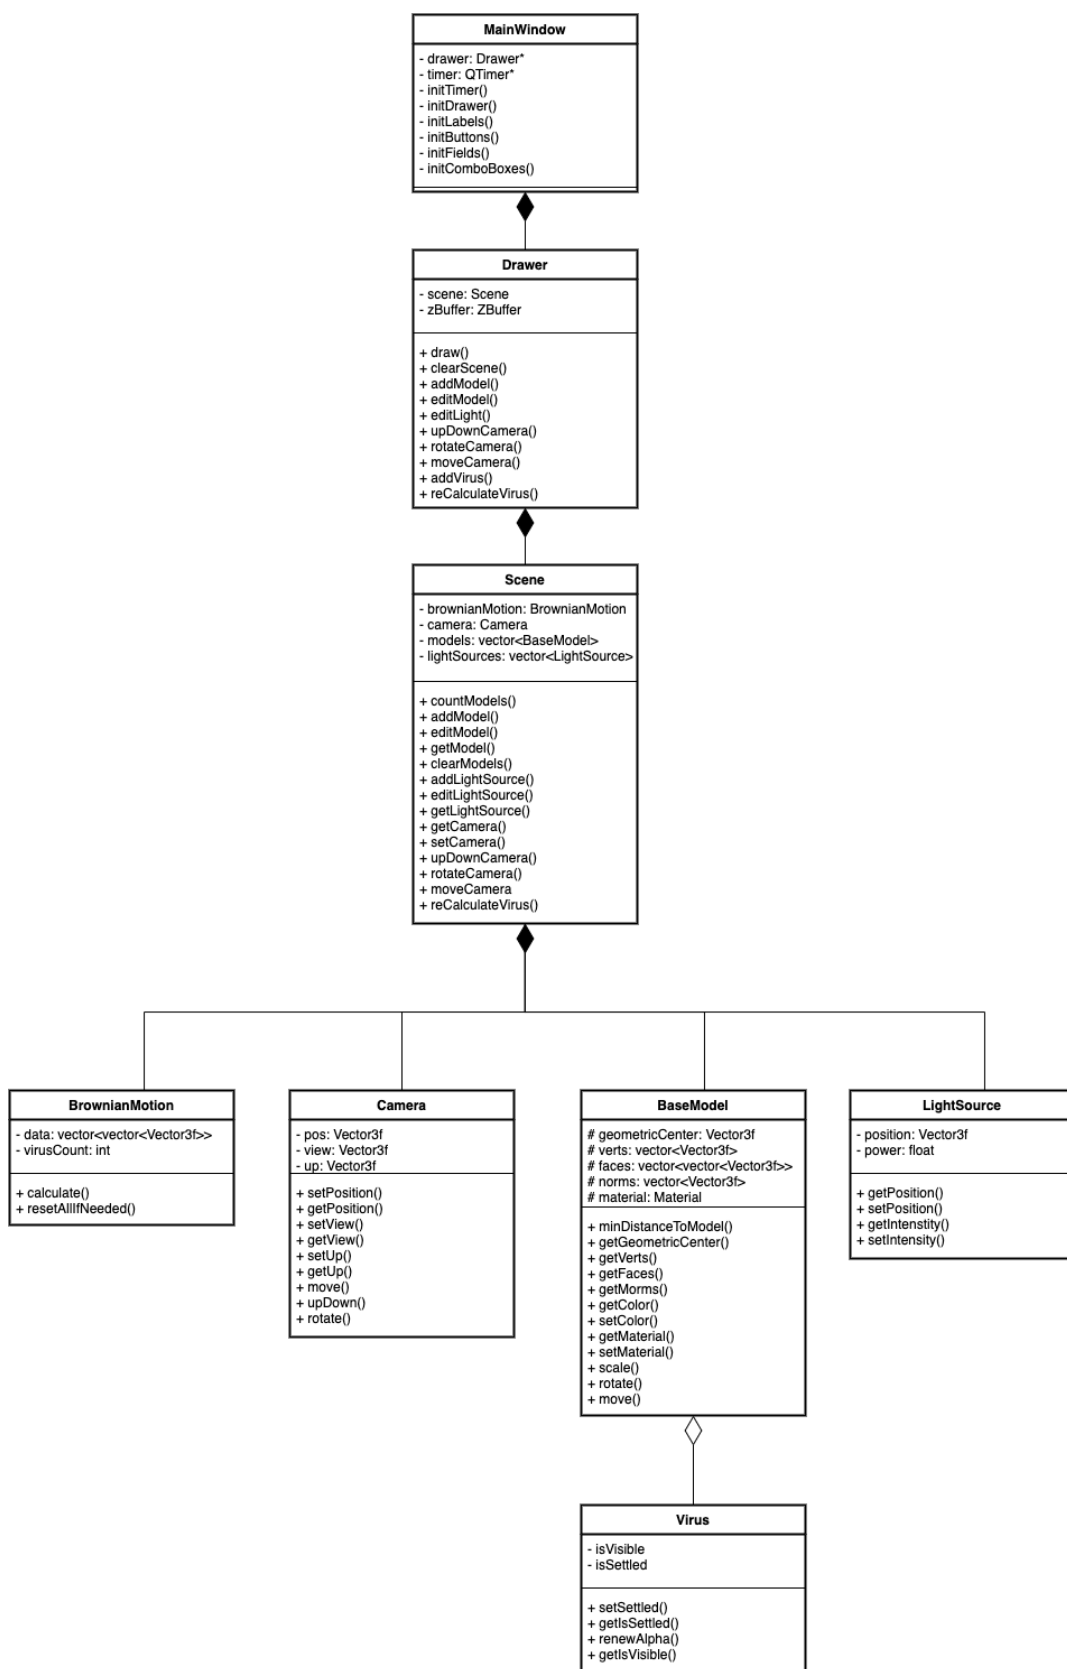 MainWindow
- drawer: Drawer*
- timer: QTimer*
- initTimer()
- initDrawer()
- initLabels()
- initButtons()
- initFields()
- initComboBoxes()
Drawer
- scene: Scene
- zBuffer: ZBuffer
+ draw()
+ clearScene()
+ addModel()
+ editModel()
+ editLight()
+ upDownCamera()
+ rotateCamera()
+ moveCamera()
+ addVirus()
+ reCalculateVirus()
Scene
- brownianMotion: BrownianMotion
- camera: Camera
- models: vector<BaseModel>
- lightSources: vector<LightSource>
+ countModels()
+ addModel()
+ editModel()
+ getModel()
+ clearModels()
+ addLightSource()
+ editLightSource()
+ getLightSource()
+ getCamera()
+ setCamera()
+ upDownCamera()
+ rotateCamera()
+ moveCamera
+ reCalculateVirus()
BrownianMotion
- data: vector<vector<Vector3f>>
- virusCount: int
+ calculate()
+ resetAllIfNeeded()
Camera
- pos: Vector3f
- view: Vector3f
- up: Vector3f
+ setPosition()
+ getPosition()
+ setView()
+ getView()
+ setUp()
+ getUp()
+ move()
+ upDown()
+ rotate()
BaseModel
# geometricCenter: Vector3f
# verts: vector<Vector3f>
# faces: vector<vector<Vector3f>>
# norms: vector<Vector3f>
# material: Material
+ minDistanceToModel()
+ getGeometricCenter()
+ getVerts()
+ getFaces()
+ getMorms()
+ getColor()
+ setColor()
+ getMaterial()
+ setMaterial()
+ scale()
+ rotate()
+ move()
LightSource
- position: Vector3f
- power: float
+ getPosition()
+ setPosition()
+ getIntenstity()
+ setIntensity()
Virus
- isVisible
- isSettled
+ setSettled()
+ getIsSettled()
+ renewAlpha()
+ getIsVisible()